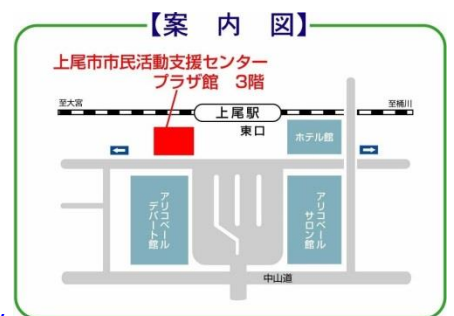 【案 内 図】
上尾市市民活動支援センター
プラザ館 3階
至大宮
上尾駅
至桶川
東口
ホテル館
アリコベール
デパート館
アリコベール
サロン館
中山道